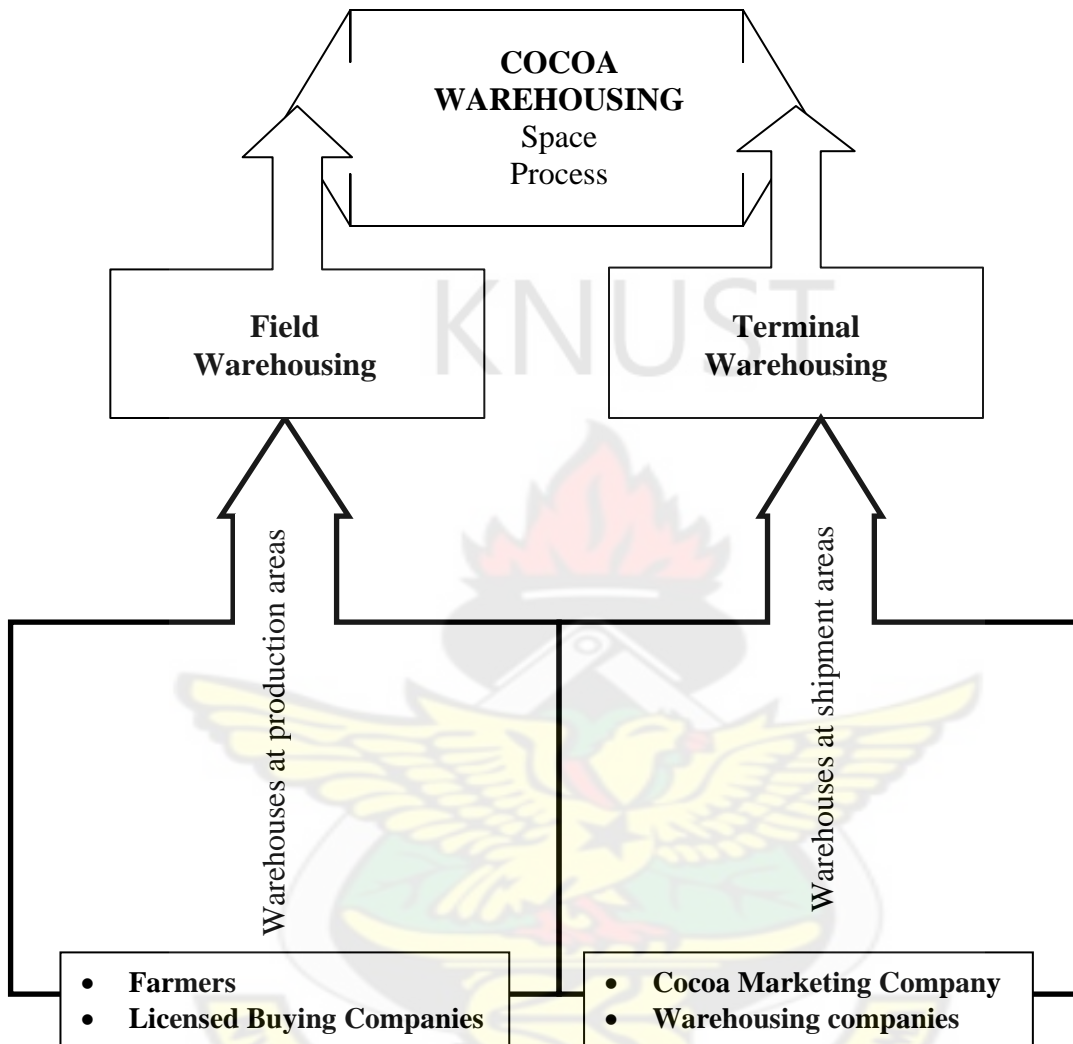 COCOA
WAREHOUSING
Space
Process
KNUST
Field
Warehousing
Terminal
Warehousing
Warehouses at production areas
Warehouses at shipment areas
• Farmers
• Licensed Buying Companies
• Cocoa Marketing Company
• Warehousing companies